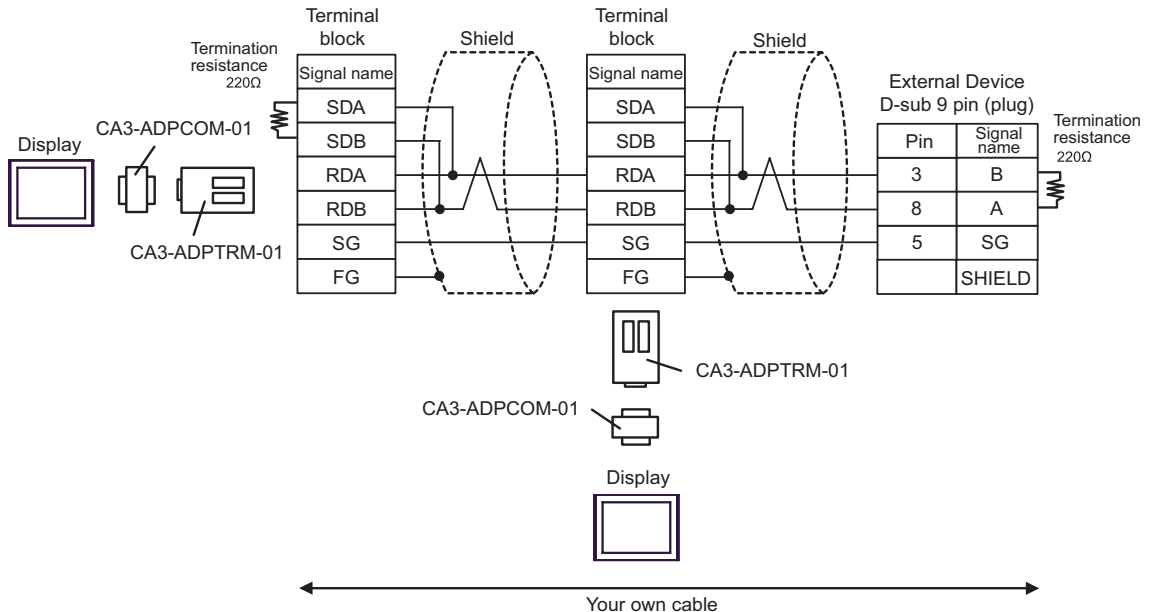 Terminal
block
Shield
Terminal
block
Shield
Termination
resistance
220Ω
Signal name
Signal name
External Device
D-sub 9 pin (plug)
Termination
resistance
220Ω
Display
CA3-ADPCOM-01
CA3-ADPTRM-01
SDA
SDB
RDA
RDB
SG
FG
SDA
SDB
RDA
RDB
SG
FG
Pin
Signal
name
3
B
8
A
5
SG
SHIELD
CA3-ADPTRM-01
CA3-ADPCOM-01
Display
Your own cable